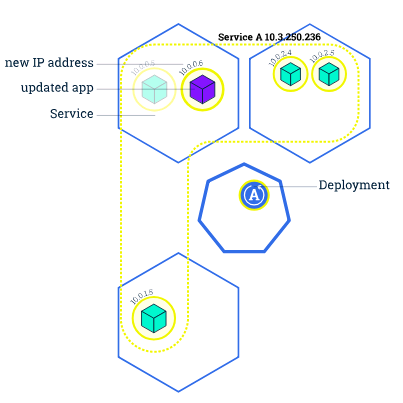 Service A 10.3.250.236
new IP address
10.0.0.6
10.0.2.4
10.0.2.5
updated app
Service
Deployment
A
10.0.1.5